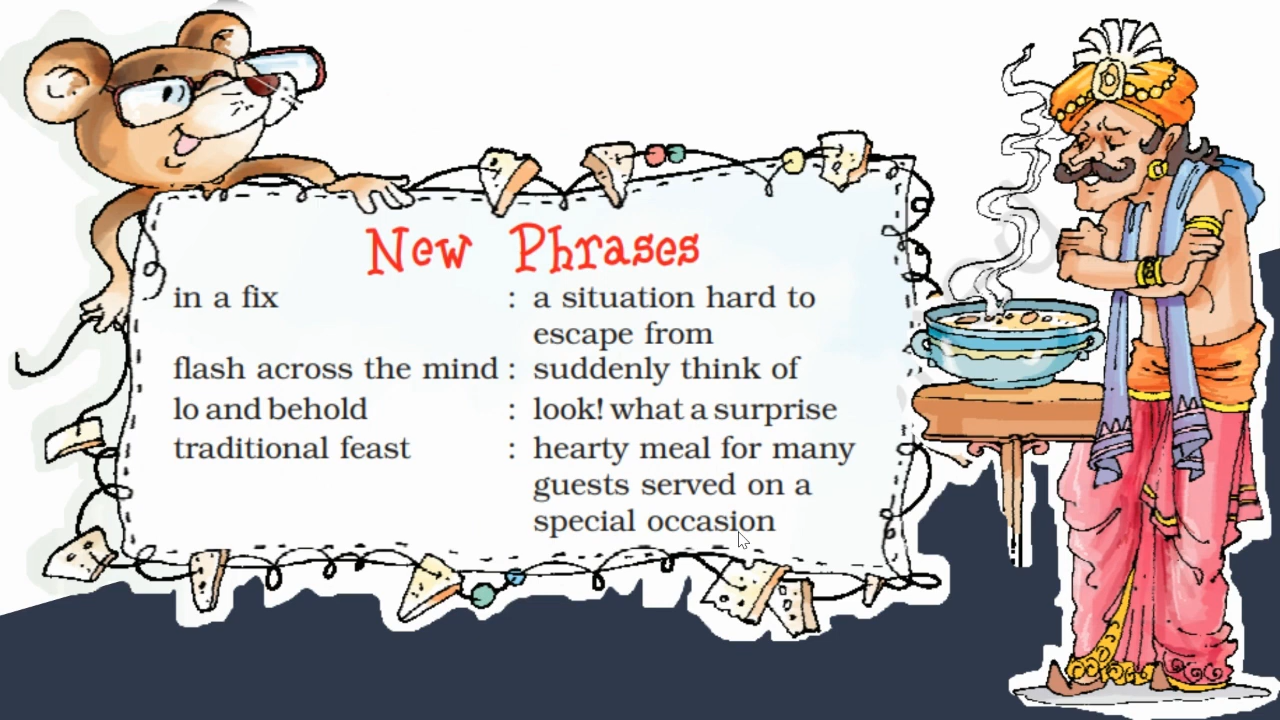 New Phrases
in a fix : a situation hard to
escape from
flash across the mind : suddenly think of
lo and behold : look! what a surprise
traditional feast : hearty meal for many
guests served on a
special occasion